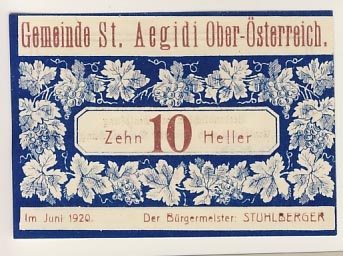 Gemeinde St. Aegidi Ober-Österreich.
Zehn 10 Heller
Im Juni 1920. Der Bürgermeister: STUHLBERGER